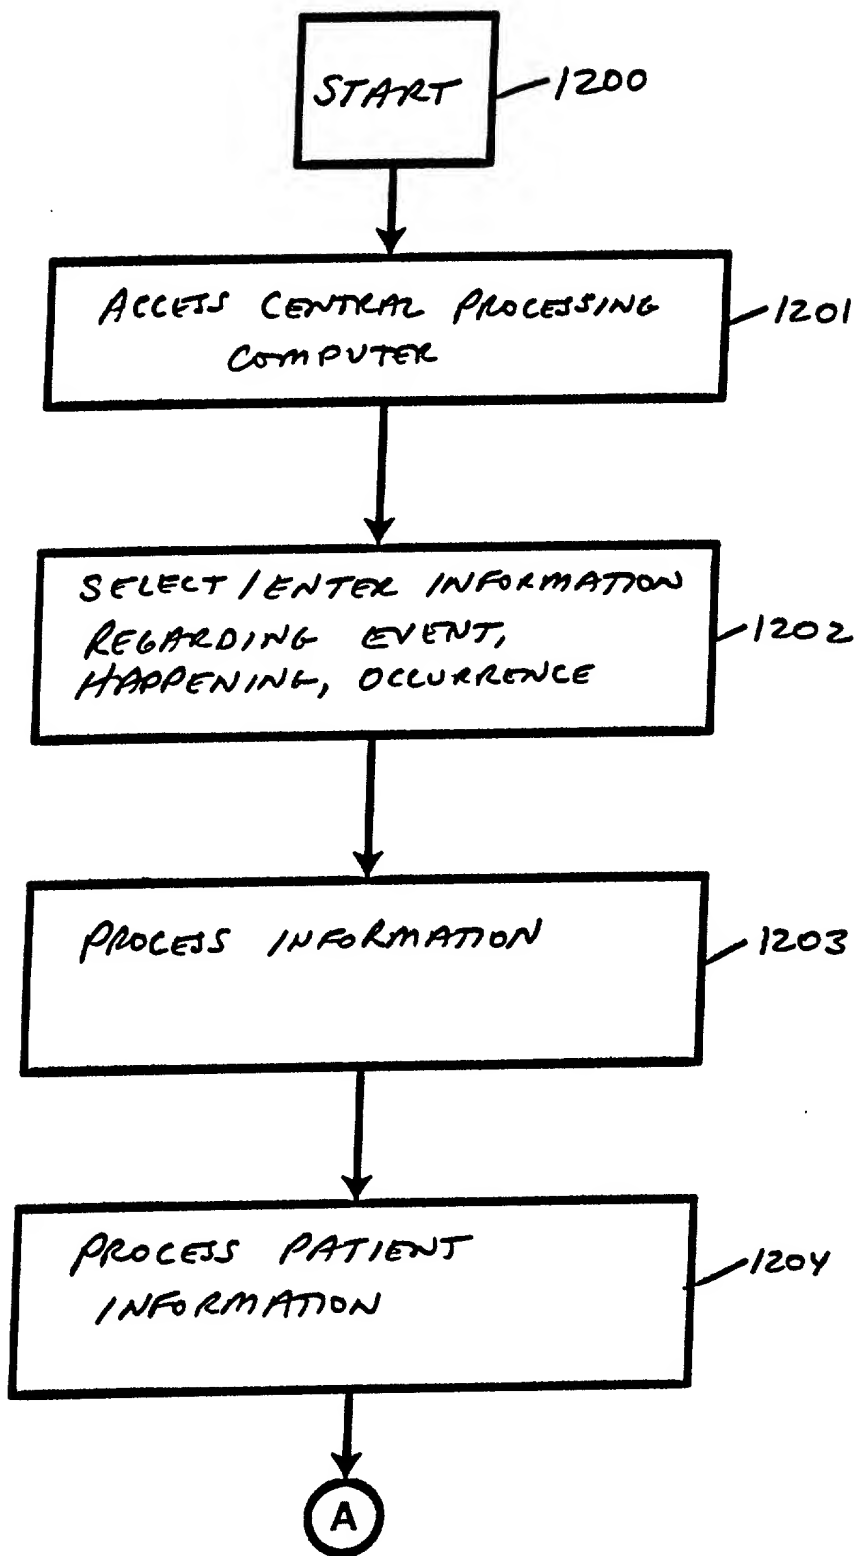 START
1200
ACCESS CENTRAL PROCESSING
COMPUTER
1201
SELECT/ENTER INFORMATION
REGARDING EVENT,
HAPPENING, OCCURRENCE
1202
PROCESS INFORMATION
1203
PROCESS PATIENT
INFORMATION
1204
A